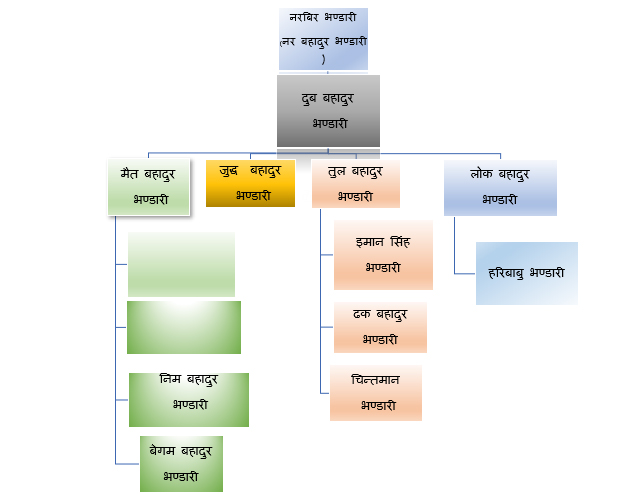 नरबिर भण्डारी
(नर बहादुर भण्डारी
)
दुब बहादुर
भण्डारी
मैत बहादुर
भण्डारी
जुद्ध बहादुर
भण्डारी
तुल बहादुर
भण्डारी
लोक बहादुर
भण्डारी
निम बहादुर
भण्डारी
बेगम बहादुर
भण्डारी
इमान सिंह
भण्डारी
ढक बहादुर
भण्डारी
चिन्तमान
भण्डारी
हरिबाबु भण्डारी